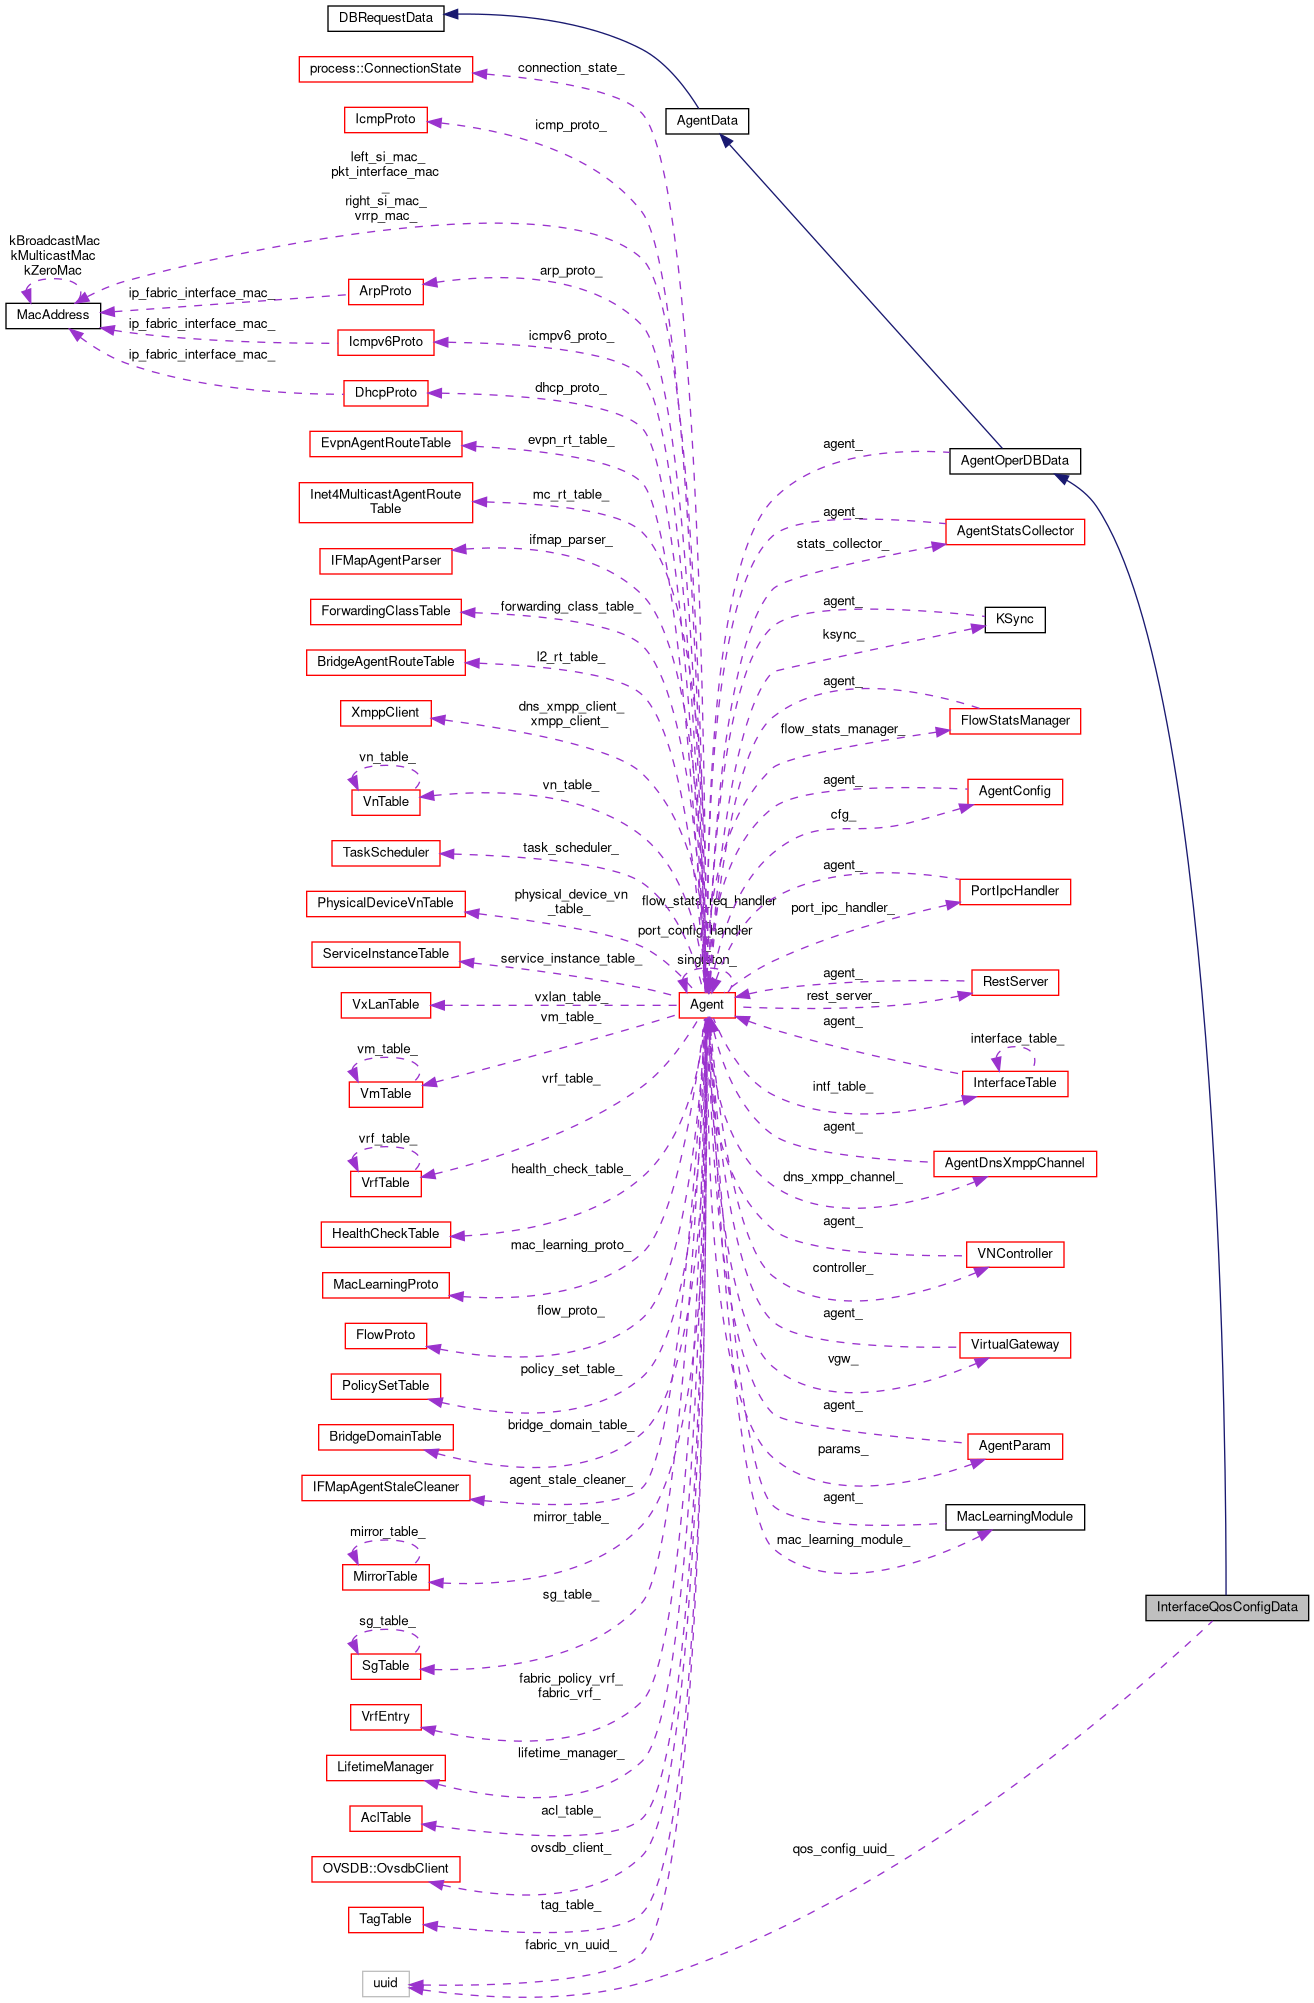 DBRequestData
process::ConnectionState
connection_state_
IcmpProto
icmp_proto_
AgentData
left_si_mac_
pkt_interface_mac
_
right_si_mac_
vrrp_mac_
kBroadcastMac
kMulticastMac
kZeroMac
MacAddress
ip_fabric_interface_mac_
ArpProto
arp_proto_
ip_fabric_interface_mac_
Icmpv6Proto
icmpv6_proto_
ip_fabric_interface_mac_
DhcpProto
dhcp_proto_
EvpnAgentRouteTable
evpn_rt_table_
agent_
AgentOperDBData
Inet4MulticastAgentRoute
Table
mc_rt_table_
agent_
AgentStatsCollector
stats_collector_
IFMapAgentParser
ifmap_parser_
ForwardingClassTable
forwarding_class_table_
agent_
KSync
ksync_
BridgeAgentRouteTable
l2_rt_table_
agent_
XmppClient
dns_xmpp_client_
xmpp_client_
FlowStatsManager
flow_stats_manager_
vn_table_
VnTable
vn_table_
agent_
AgentConfig
cfg_
TaskScheduler
task_scheduler_
agent_
PortIpcHandler
port_ipc_handler_
PhysicalDeviceVnTable
physical_device_vn
_table_
flow_stats_req_handler
_
port_config_handler
_
singleton_
ServiceInstanceTable
service_instance_table_
agent_
RestServer
rest_server_
VxLanTable
vxlan_table_
Agent
vm_table_
agent_
interface_table_
InterfaceTable
intf_table_
vm_table_
VmTable
vrf_table_
vrf_table_
VrfTable
agent_
AgentDnsXmppChannel
dns_xmpp_channel_
health_check_table_
HealthCheckTable
agent_
VNController
controller_
mac_learning_proto_
MacLearningProto
flow_proto_
FlowProto
agent_
VirtualGateway
vgw_
policy_set_table_
PolicySetTable
bridge_domain_table_
BridgeDomainTable
agent_
AgentParam
params_
agent_stale_cleaner_
IFMapAgentStaleCleaner
agent_
MacLearningModule
mac_learning_module_
mirror_table_
mirror_table_
MirrorTable
sg_table_
sg_table_
SgTable
InterfaceQosConfigData
fabric_policy_vrf_
fabric_vrf_
VrfEntry
lifetime_manager_
LifetimeManager
acl_table_
AclTable
ovsdb_client_
OVSDB::OvsdbClient
qos_config_uuid_
tag_table_
TagTable
fabric_vn_uuid_
uuid